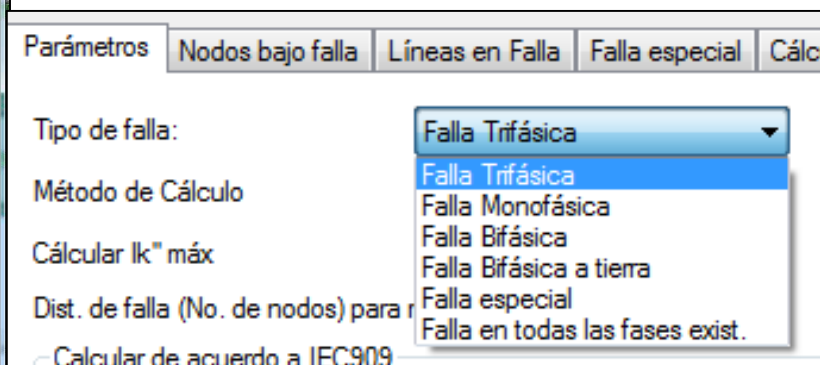 Parámetros Nodos bajo falla Líneas en Falla Falla especial Cálc
Tipo de falla: Falla Trifásica
Falla Trifásica
Método de Cálculo
Falla Monofásica
Falla Bifásica
Cálcular Ik" máx
Falla Bifásica a tierra
Dist. de falla (No. de nodos) para r
Falla especial
Falla en todas las fases exist.
Calcular de acuerdo a IEC909